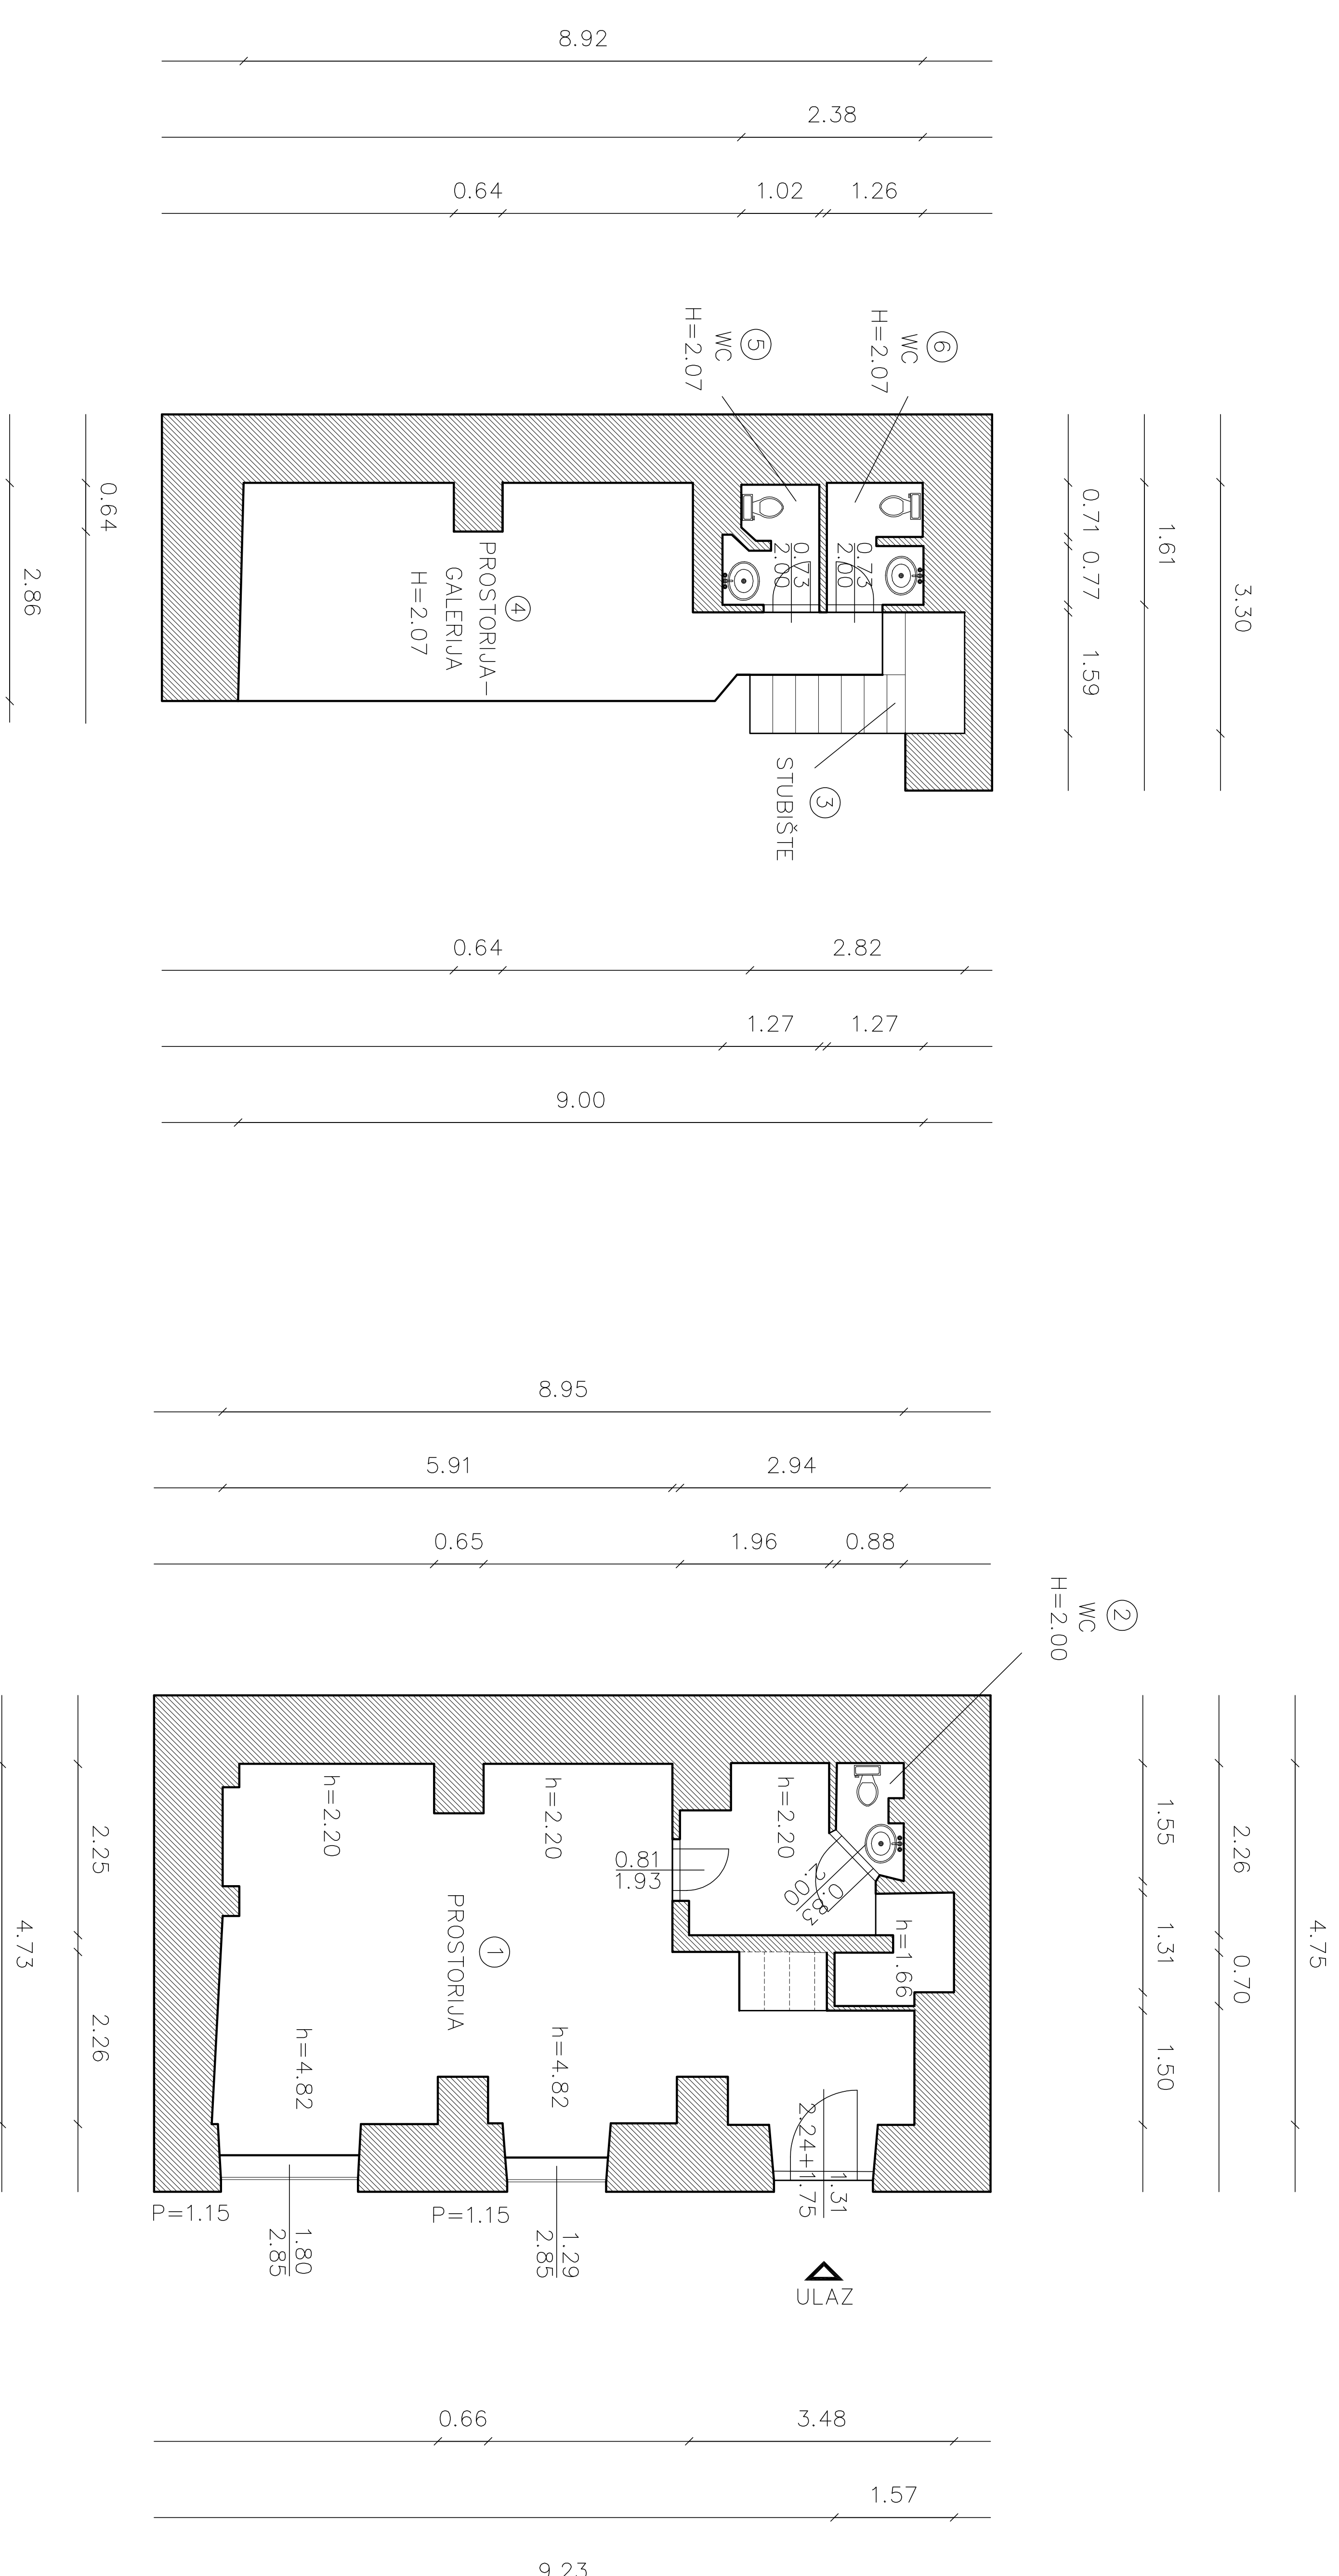 8.92
2.38
0.64
1.02
1.26
6
WC
H=2.07
5
WC
H=2.07
0.71
0.77
1.59
1.61
3.30
0.64
2.86
0.73
2.00
0.73
2.00
4
PROSTORIJA–
GALERIJA
H=2.07
3
STUBIŠTE
0.64
2.82
1.27
1.27
9.00
8.95
5.91
2.94
0.65
1.96
0.88
2
WC
H=2.00
h=2.20
h=2.20
h=2.20
0.81
1.93
0.83
2.00
h=1.66
1
PROSTORIJA
h=4.82
h=4.82
1.55
1.31
1.50
2.26
0.70
4.75
2.25
2.26
4.73
1.31
2.24+1.75
P=1.15
1.80
2.85
P=1.15
1.29
2.85
ULAZ
0.66
3.48
1.57
9.23